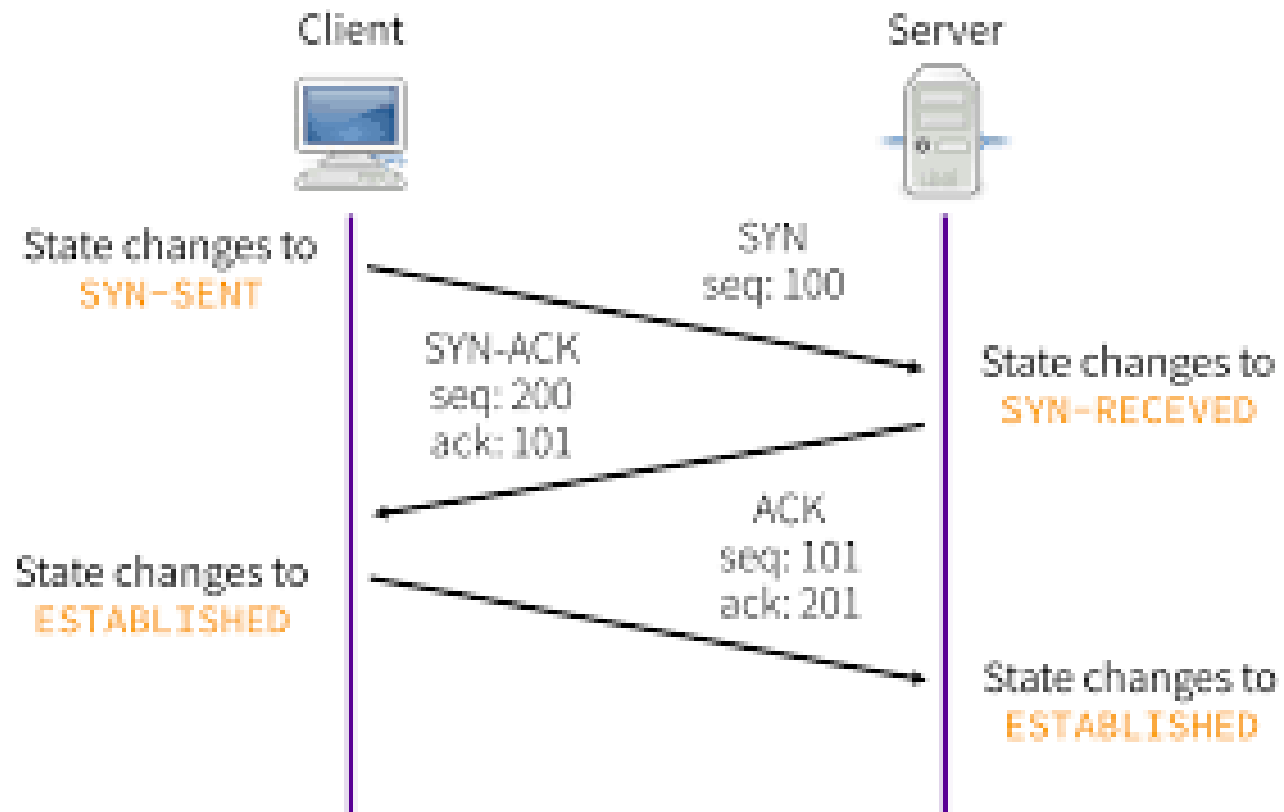 Client
Server
State changes to
SYN-SENT
SYN
seq: 100
SYN-ACK
seq: 200
ack: 101
State changes to
SYN-RECEVED
ACK
seq: 101
ack: 201
State changes to
ESTABLISHED
State changes to
ESTABLISHED